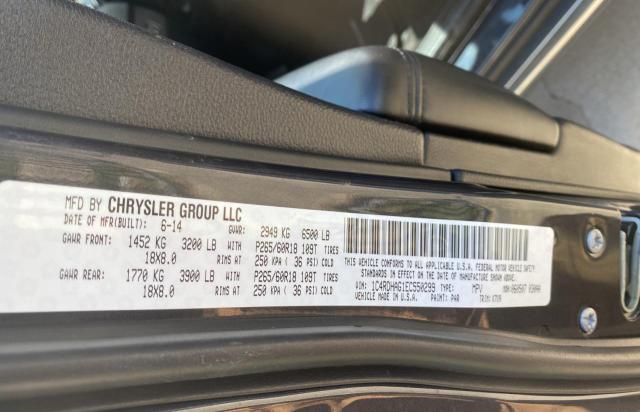 MFD BY CHRYSLER GROUP LLC
DATE OF MFR(BUILT): 6-14 GVWR: 2949 KG 6500 LB
GAWR FRONT: 1452 KG 3200 LB WITH P265/60R18 109T TIRES
18X8.0 RIMS AT 250 KPA ( 36 PSI) COLD
GAWR REAR: 1770 KG 3900 LB WITH P265/60R18 109T TIRES
18X8.0 RIMS AT 250 KPA ( 36 PSI) COLD
THIS VEHICLE CONFORMS TO ALL APPLICABLE U.S.A. FEDERAL MOTOR VEHICLE SAFETY,
STANDARDS IN EFFECT ON THE DATE OF MANUFACTURE SHOWN ABOVE.
VIN: 1C4RDHAG1EC550299 TYPE: MPV
VEHICLE MADE IN U.S.A.